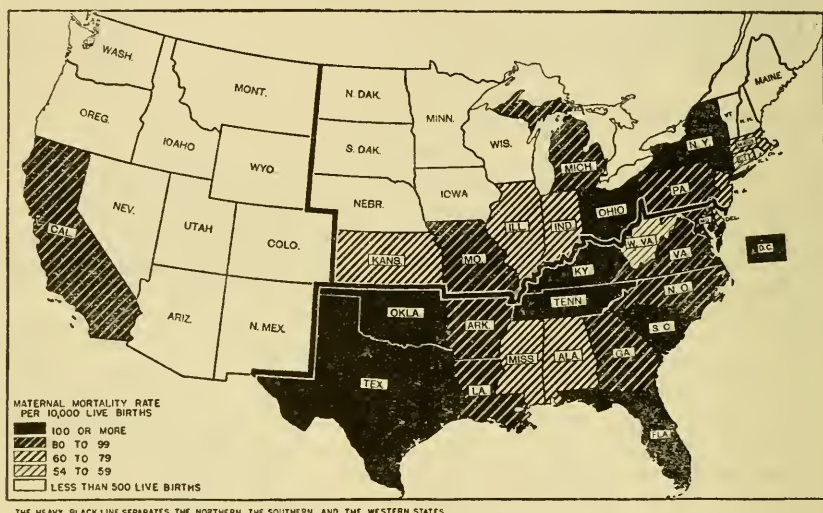 WASH.
MONT.
N. DAK.
MINN.
MAINE
OREG.
IDAHO
S. DAK.
WIS.
VT
N.H.
N.Y.
WYO.
MICH.
NEBR.
IOWA
PA.
NEV.
UTAH
COLO.
ILL.
IND.
OHIO
DEL.
CAL.
KANS.
MO.
W. VA.
VA.
D.C.
KY.
ARIZ.
N. MEX.
OKLA.
ARK.
TENN.
N. C.
S.C.
TEX.
LA.
MISS.
ALA.
GA.
FLA.
MATERNAL MORTALITY RATE
PER 10,000 LIVE BIRTHS
100 OR MORE
80 TO 99
60 TO 79
54 TO 59
LESS THAN 500 LIVE BIRTHS
THE HEAVY BLACK LINE SEPARATES THE NORTHERN, THE SOUTHERN, AND THE WESTERN STATES